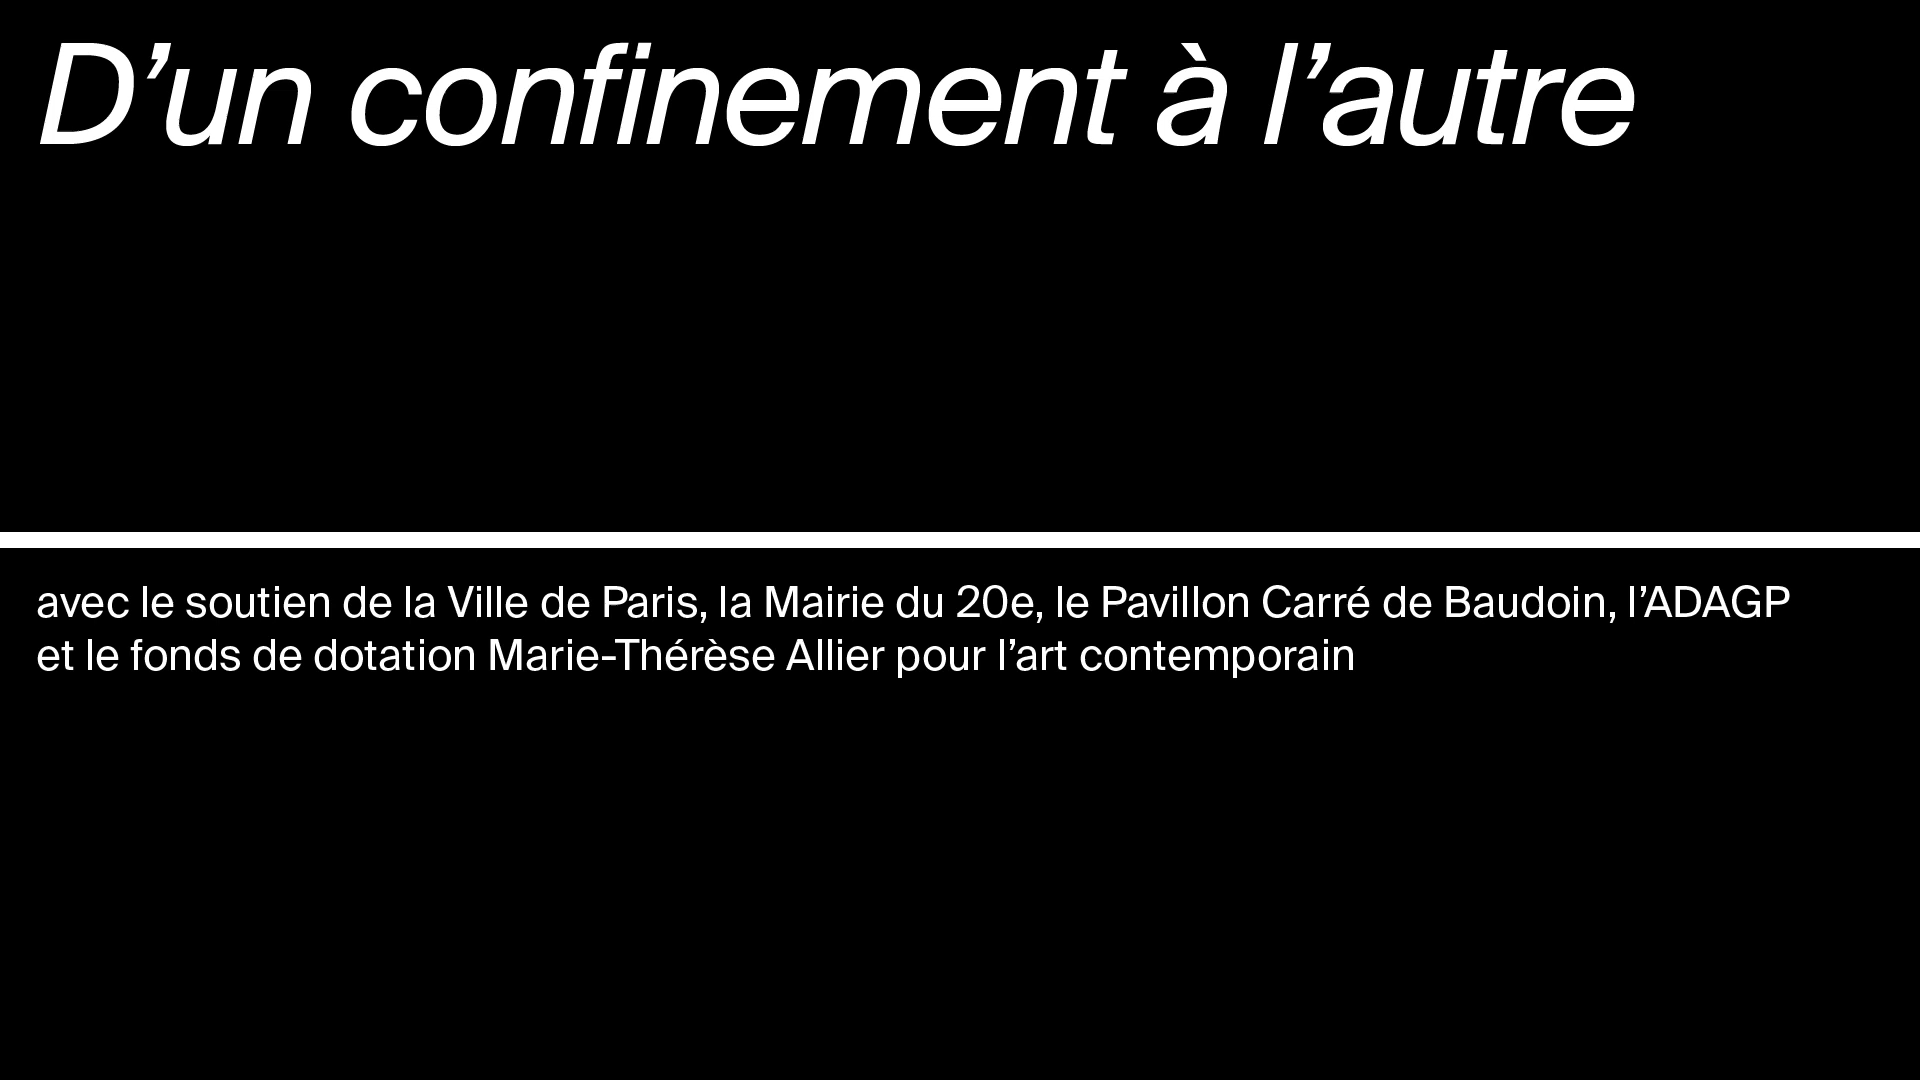 D’un confinement à l’autre
avec le soutien de la Ville de Paris, la Mairie du 20e, le Pavillon Carré de Baudoin, l’ADAGP
et le fonds de dotation Marie-Thérèse Allier pour l’art contemporain